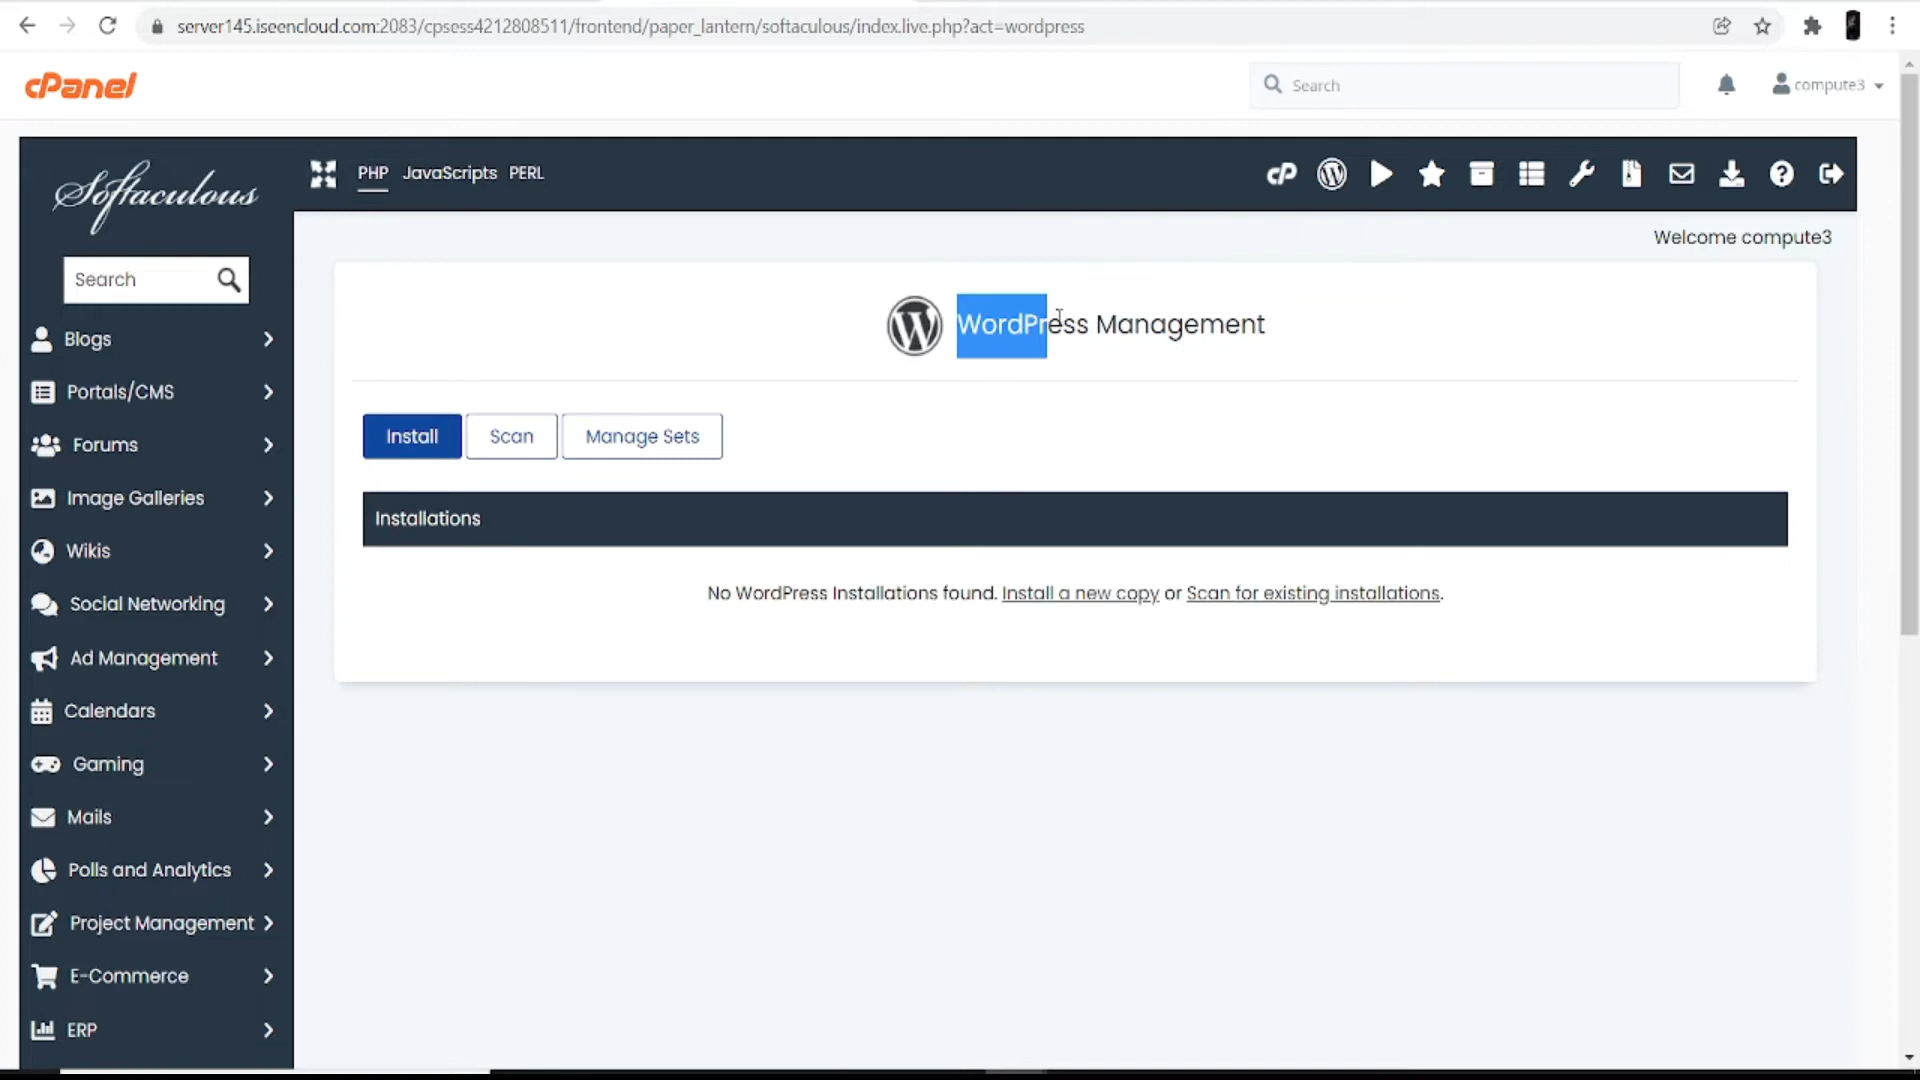 server145.iseencloud.com:2083/cpsess4212808511/frontend/paper_lantern/softaculous/index.live.php?act=wordpress
cPanel
Search
compute3
Softaculous
PHP JavaScripts PERL
cP
Welcome compute3
Search
WordPress Management
Blogs
Portals/CMS
Install Scan Manage Sets
Forums
Image Galleries
Installations
Wikis
No WordPress Installations found. Install a new copy or Scan for existing installations.
Social Networking
Ad Management
Calendars
Gaming
Mails
Polls and Analytics
Project Management
E-Commerce
ERP